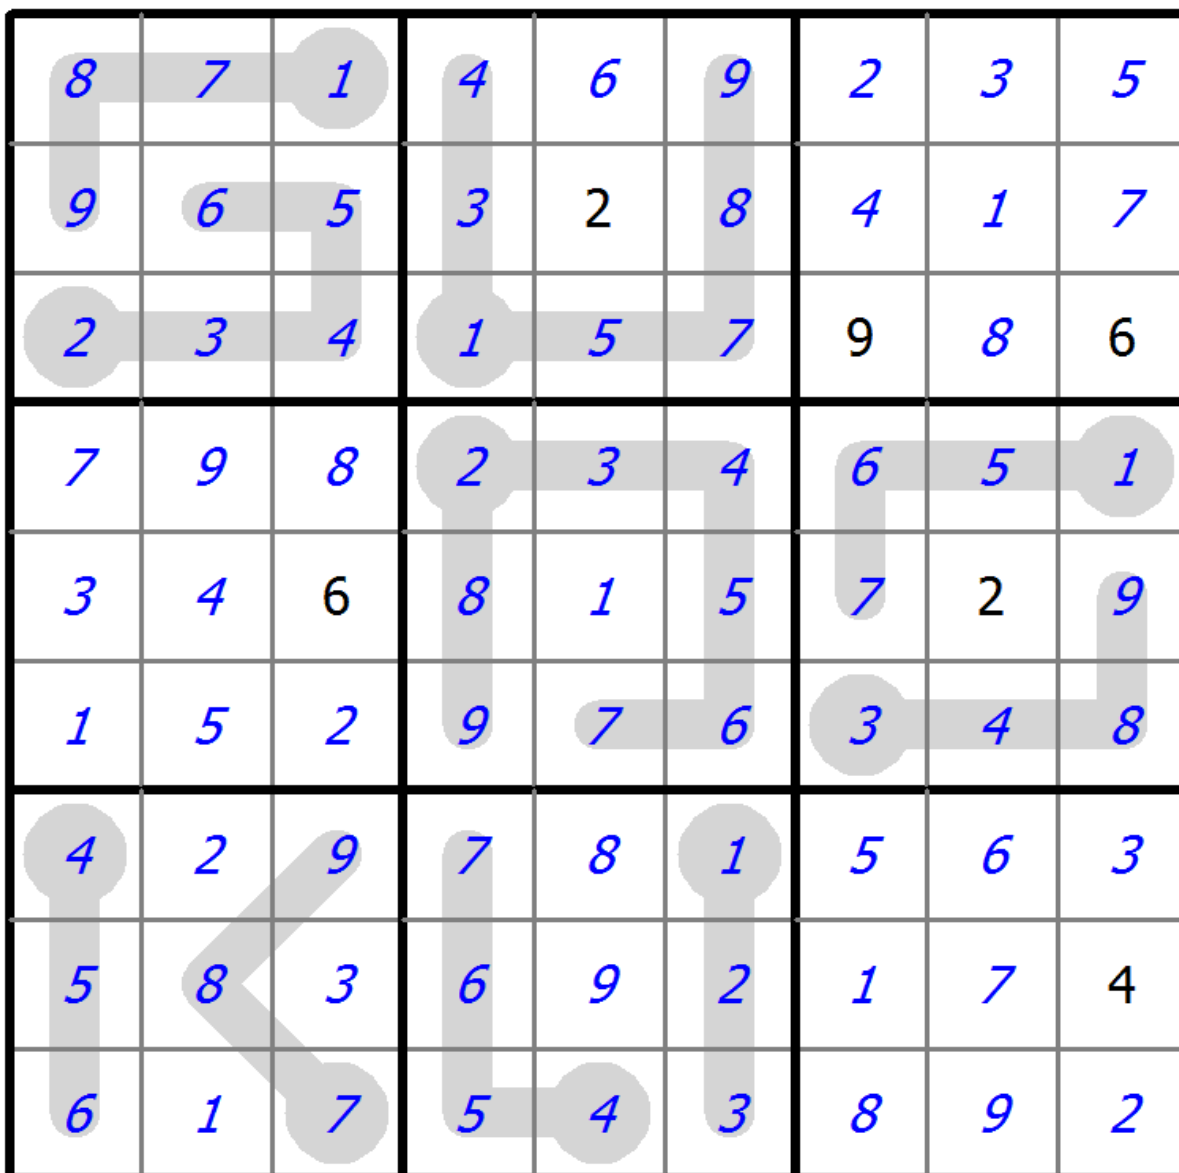 8 7 1 4 6 9 2 3 5
9 6 5 3 2 8 4 1 7
2 3 4 1 5 7 9 8 6
7 9 8 2 3 4 6 5 1
3 4 6 8 1 5 7 2 9
1 5 2 9 7 6 3 4 8
4 2 9 7 8 1 5 6 3
5 8 3 6 9 2 1 7 4
6 1 7 5 4 3 8 9 2